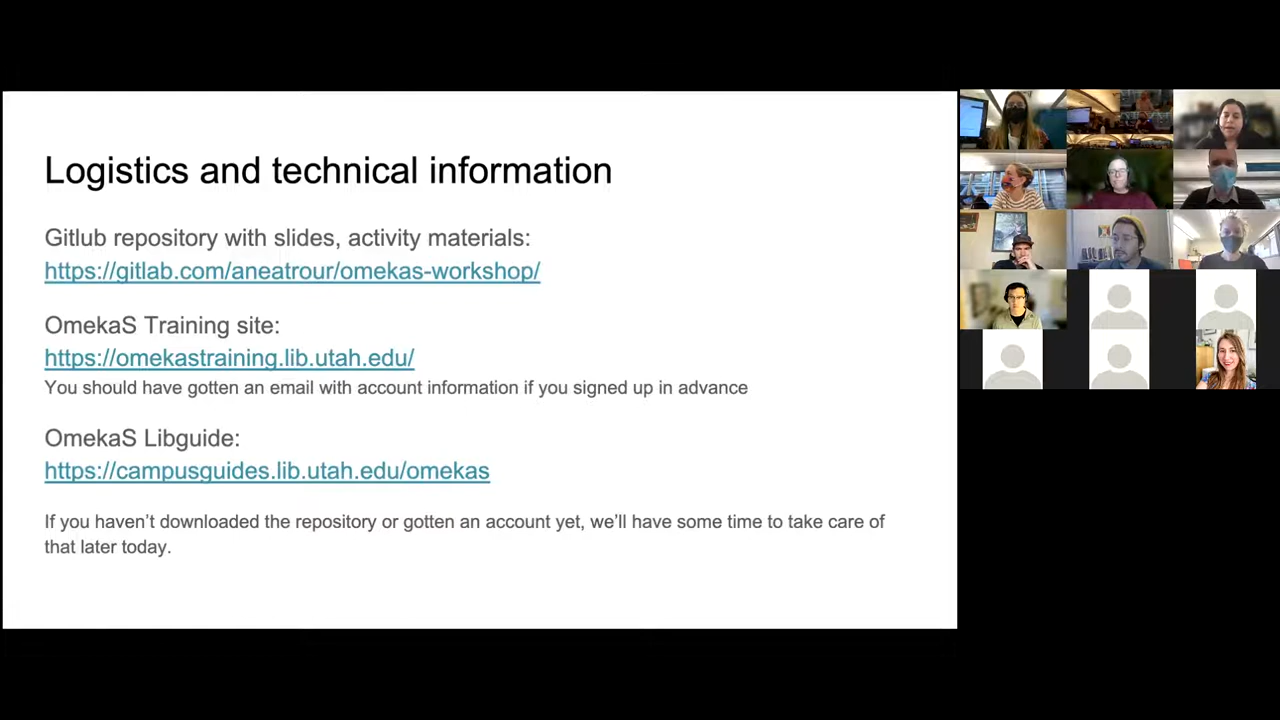 Logistics and technical information
Gitlub repository with slides, activity materials:
https://gitlab.com/aneatrour/omekas-workshop/
OmekaS Training site:
https://omekastraining.lib.utah.edu/
You should have gotten an email with account information if you signed up in advance
OmekaS Libguide:
https://campusguides.lib.utah.edu/omekas
If you haven’t downloaded the repository or gotten an account yet, we’ll have some time to take care of
that later today.